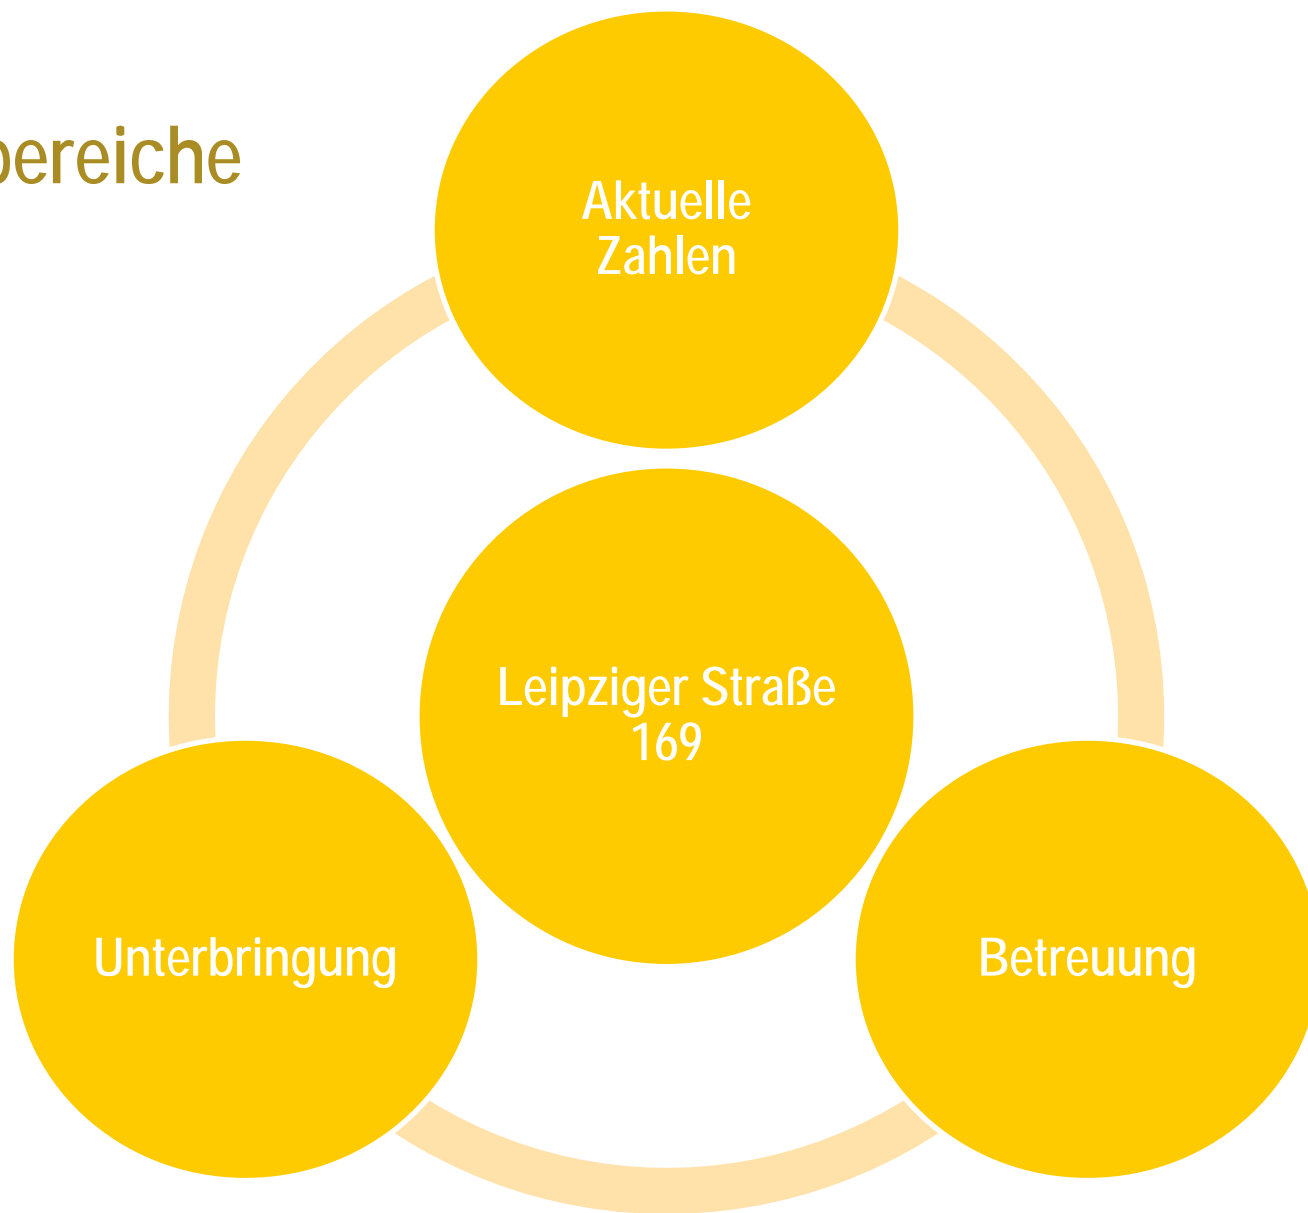 bereiche
Aktuelle
Zahlen
Leipziger Straße
169
Unterbringung
Betreuung